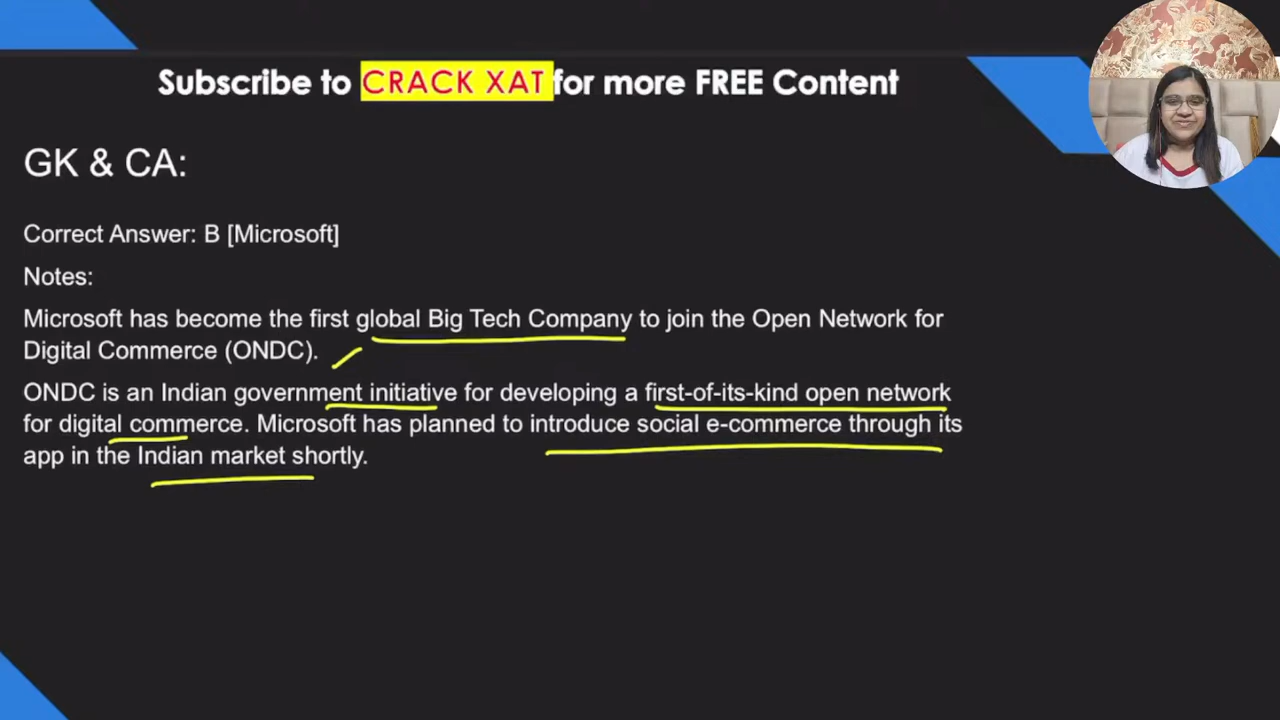 Subscribe to CRACK XAT for more FREE Content
GK & CA:
Correct Answer: B [Microsoft]
Notes:
Microsoft has become the first global Big Tech Company to join the Open Network for
Digital Commerce (ONDC).
ONDC is an Indian government initiative for developing a first-of-its-kind open network
for digital commerce. Microsoft has planned to introduce social e-commerce through its
app in the Indian market shortly.